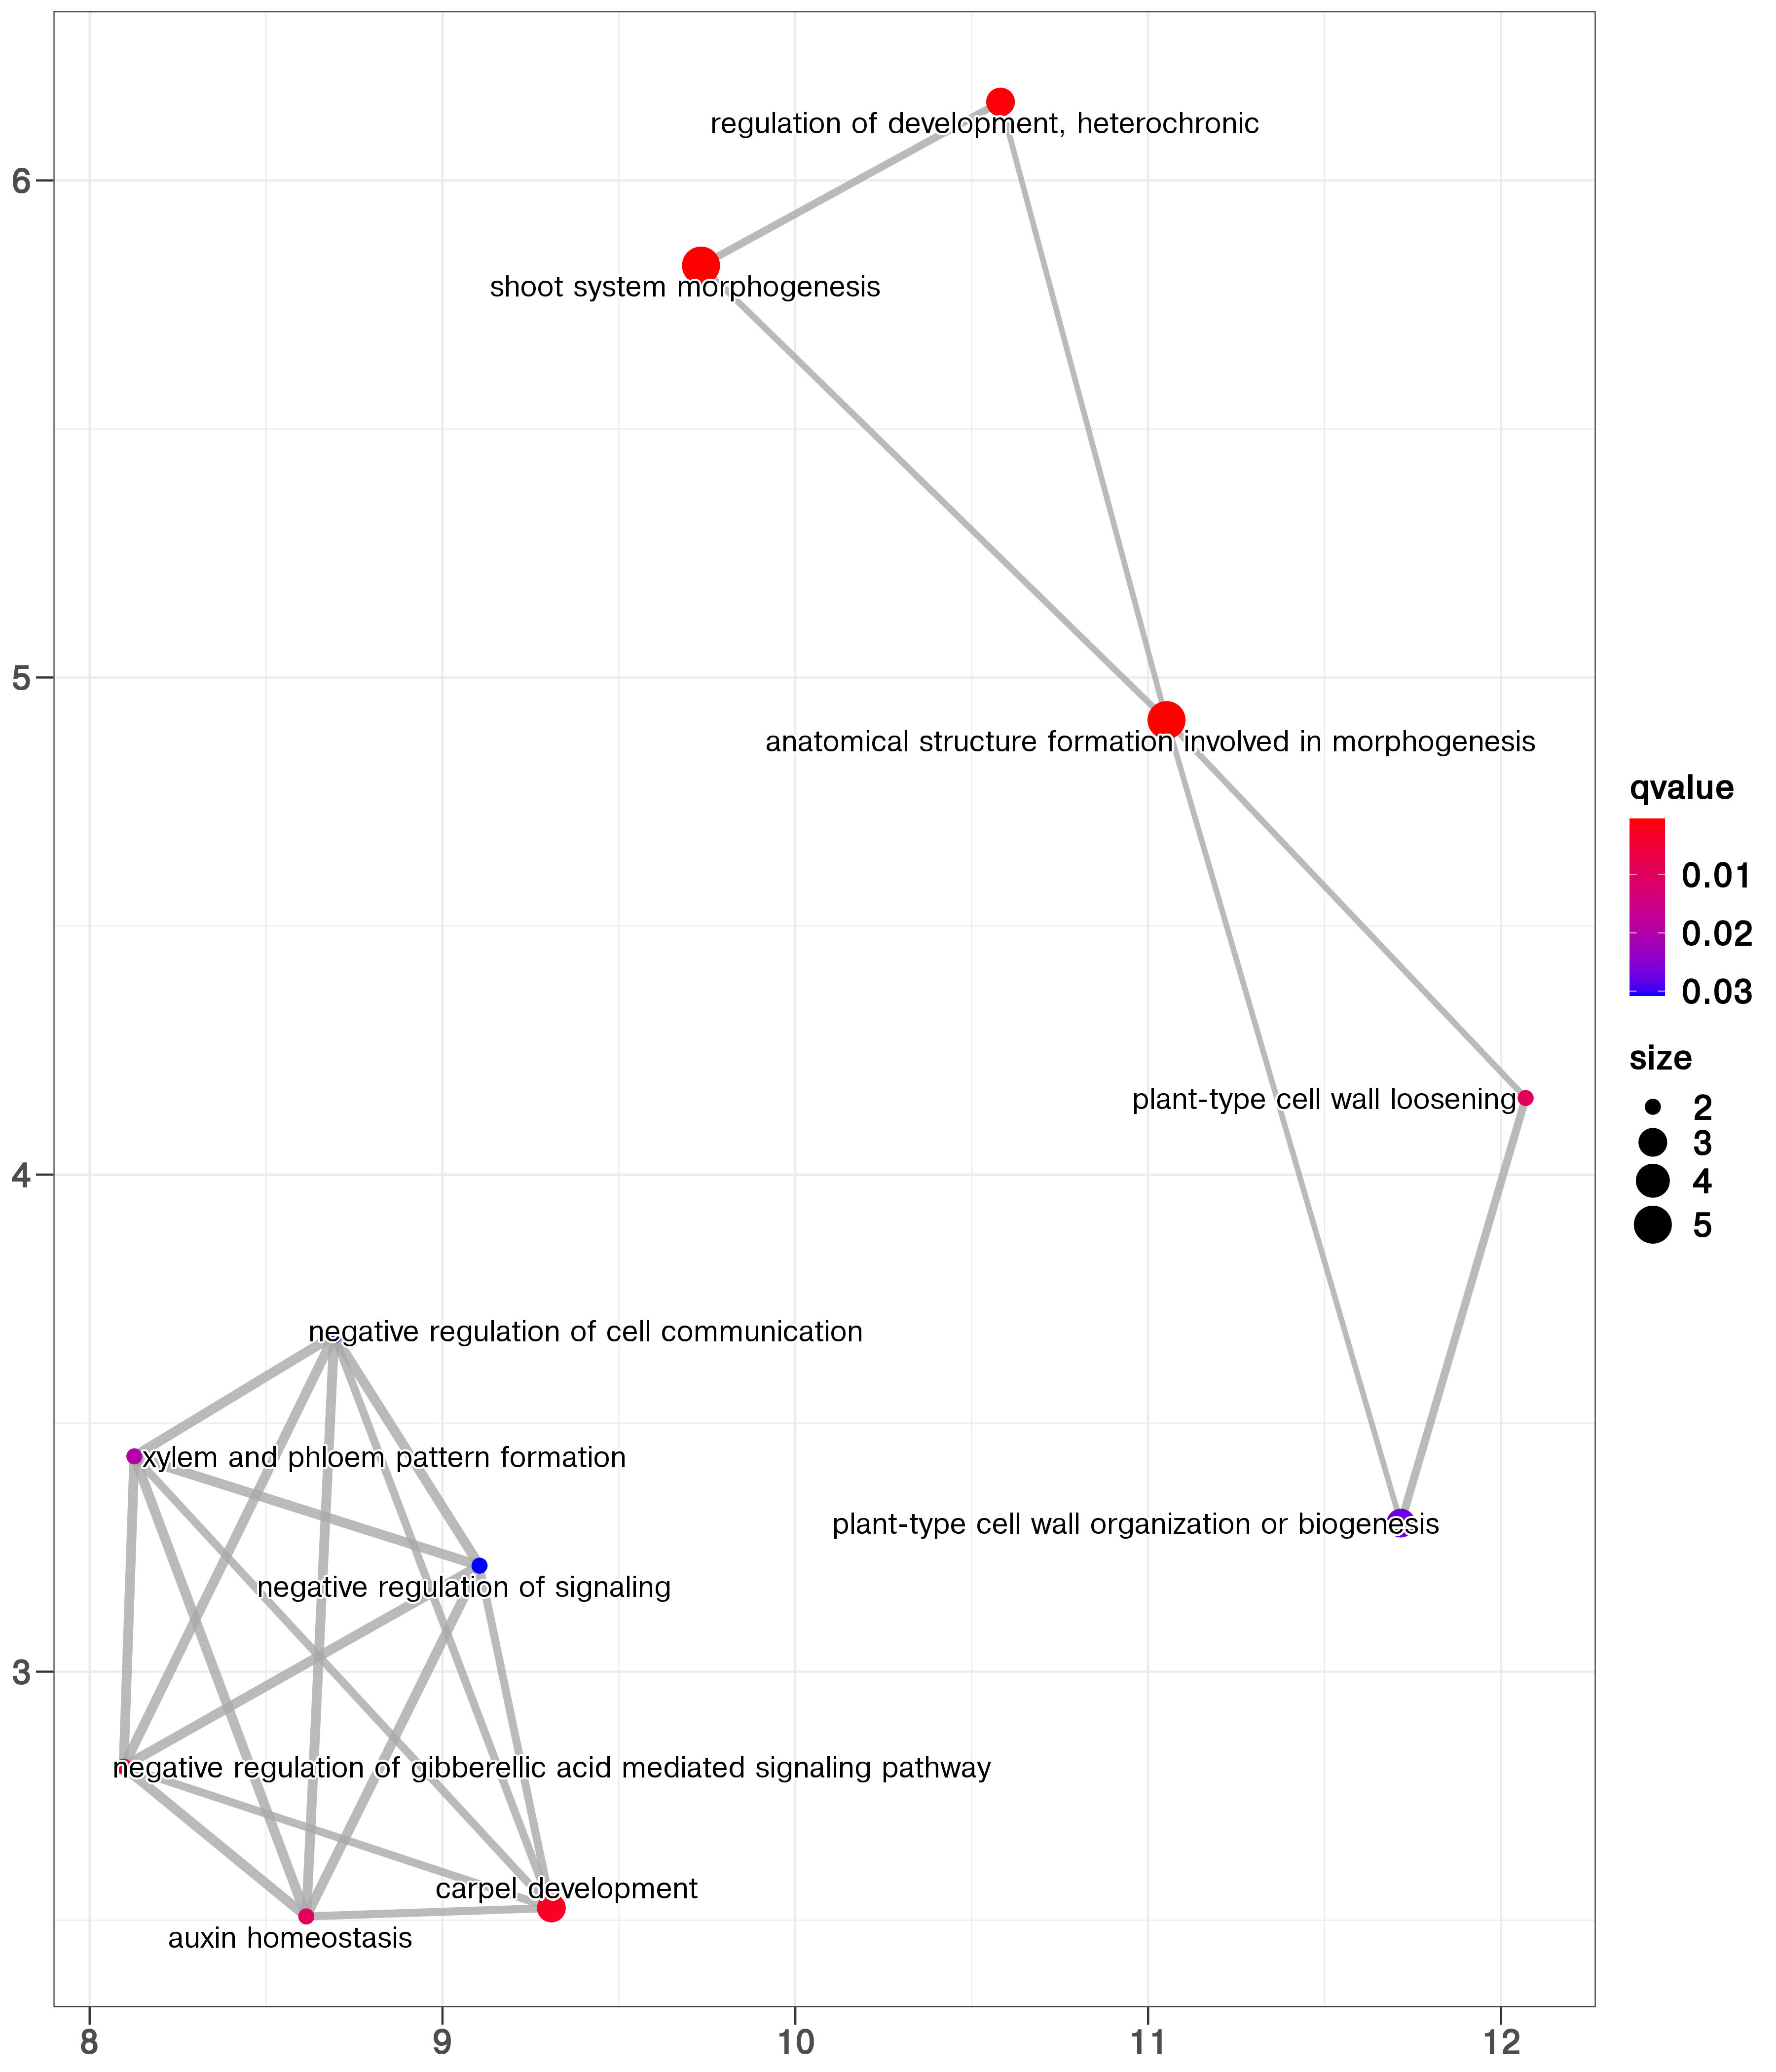 regulation of development, heterochronic
6
shoot system morphogenesis
5
anatomical structure formation involved in morphogenesis
qvalue
0.01
0.02
0.03
size
2
3
4
5
plant-type cell wall loosening
4
negative regulation of cell communication
xylem and phloem pattern formation
plant-type cell wall organization or biogenesis
negative regulation of signaling
3
negative regulation of gibberellic acid mediated signaling pathway
carpel development
auxin homeostasis
8 9 10 11 12